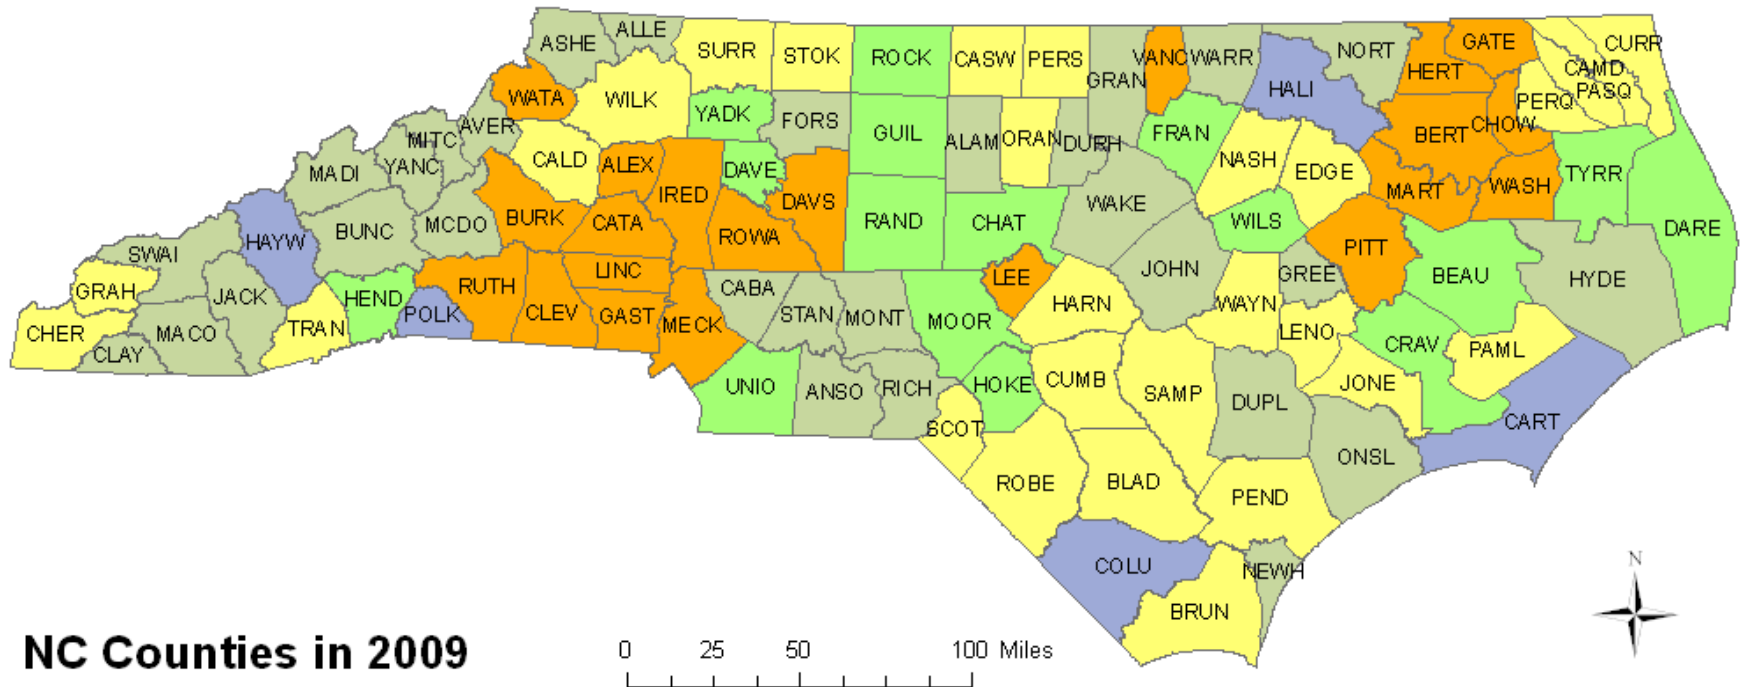 ASHE
ALLE
SURR
STOK
ROCK
CASW
PERS
GRAN
VANC
WARR
NORT
GATE
CURR
CAMD
PASQ
PERQ
HERT
HALI
WATA
WILK
YADK
FORS
GUIL
ALAM
ORAN
DURH
FRAN
NASH
EDGE
BERT
CHOW
MITC
AVER
YANC
MADI
CALD
ALEX
IRED
DAVE
DAVS
MART
WASH
TYRR
DARE
BURK
CATA
ROWA
RAND
CHAT
WAKE
WILS
PITT
BEAU
HYDE
SWAI
HAYW
BUNC
MCDO
GRAH
JACK
HEND
POLK
RUTH
CLEV
LINC
GAST
MECK
CABA
STAN
MONT
MOOR
LEE
HARN
JOHN
WAYN
GREE
LENO
CRAV
PAML
CHER
CLAY
MACO
TRAN
UNIO
ANSO
RICH
HOKE
CUMB
SAMP
DUPL
JONE
CART
SCOT
ROBE
BLAD
PEND
ONSL
COLU
BRUN
NEWH
N
NC Counties in 2009
0 25 50 100 Miles